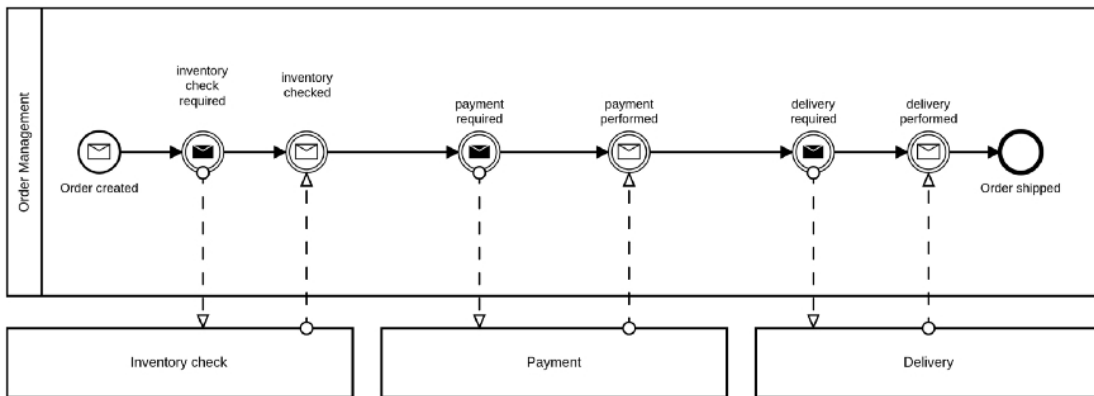 Order Management
inventory
check
required
inventory
checked
payment
required
payment
performed
delivery
required
delivery
performed
Order created
Order shipped
Inventory check
Payment
Delivery